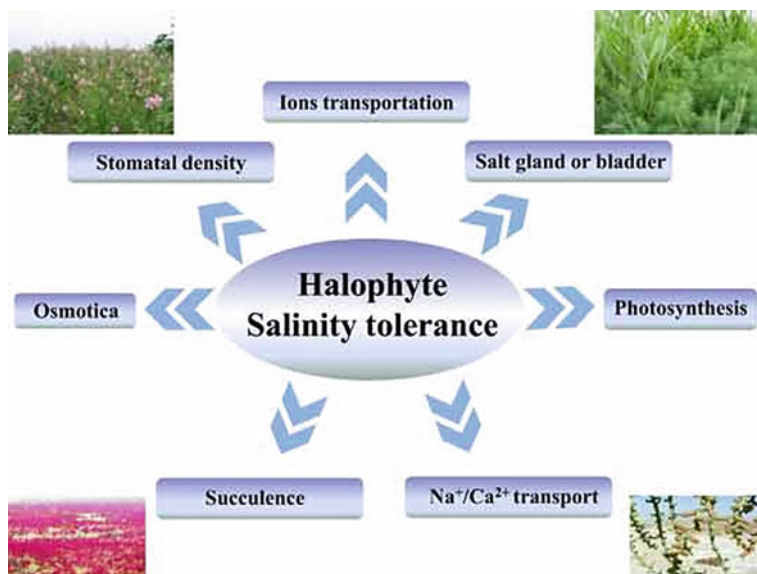 Ions transportation
Stomatal density
Salt gland or bladder
Halophyte
Salinity tolerance
Osmotica
Photosynthesis
Succulence
Na⁺/Ca²⁺ transport